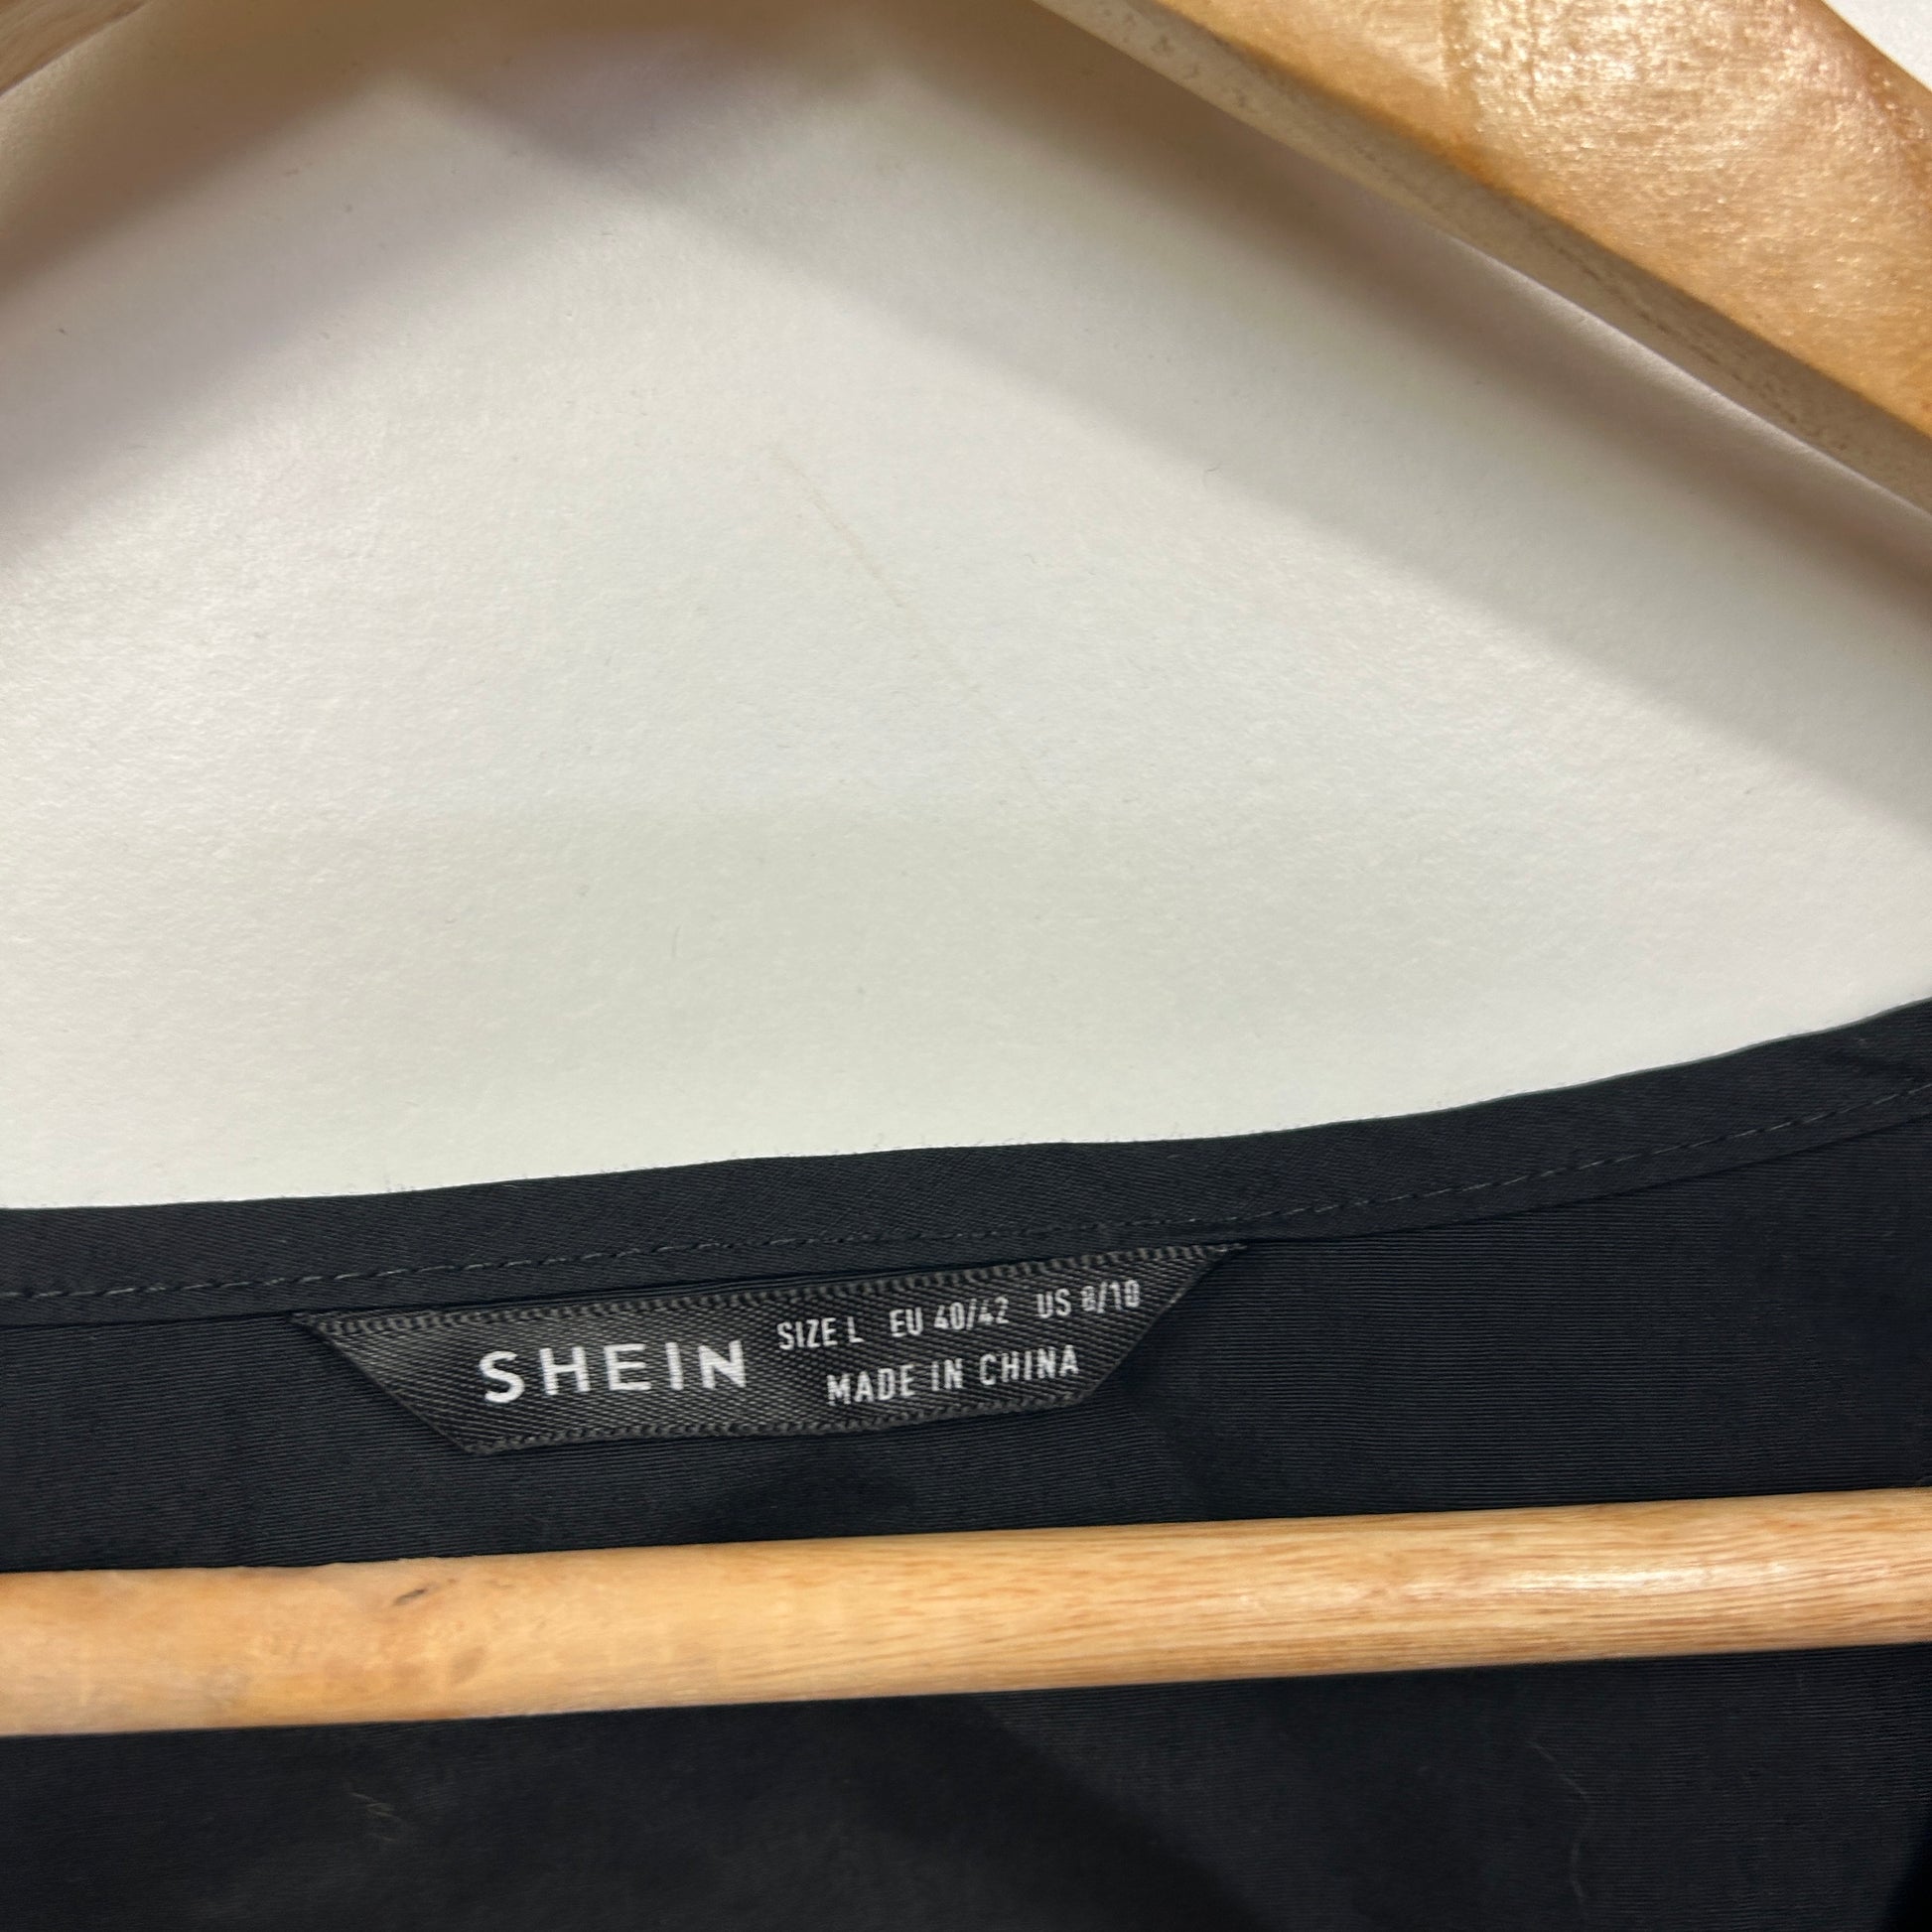 SHEIN
SIZE L EU 40/42 US 8/10
MADE IN CHINA